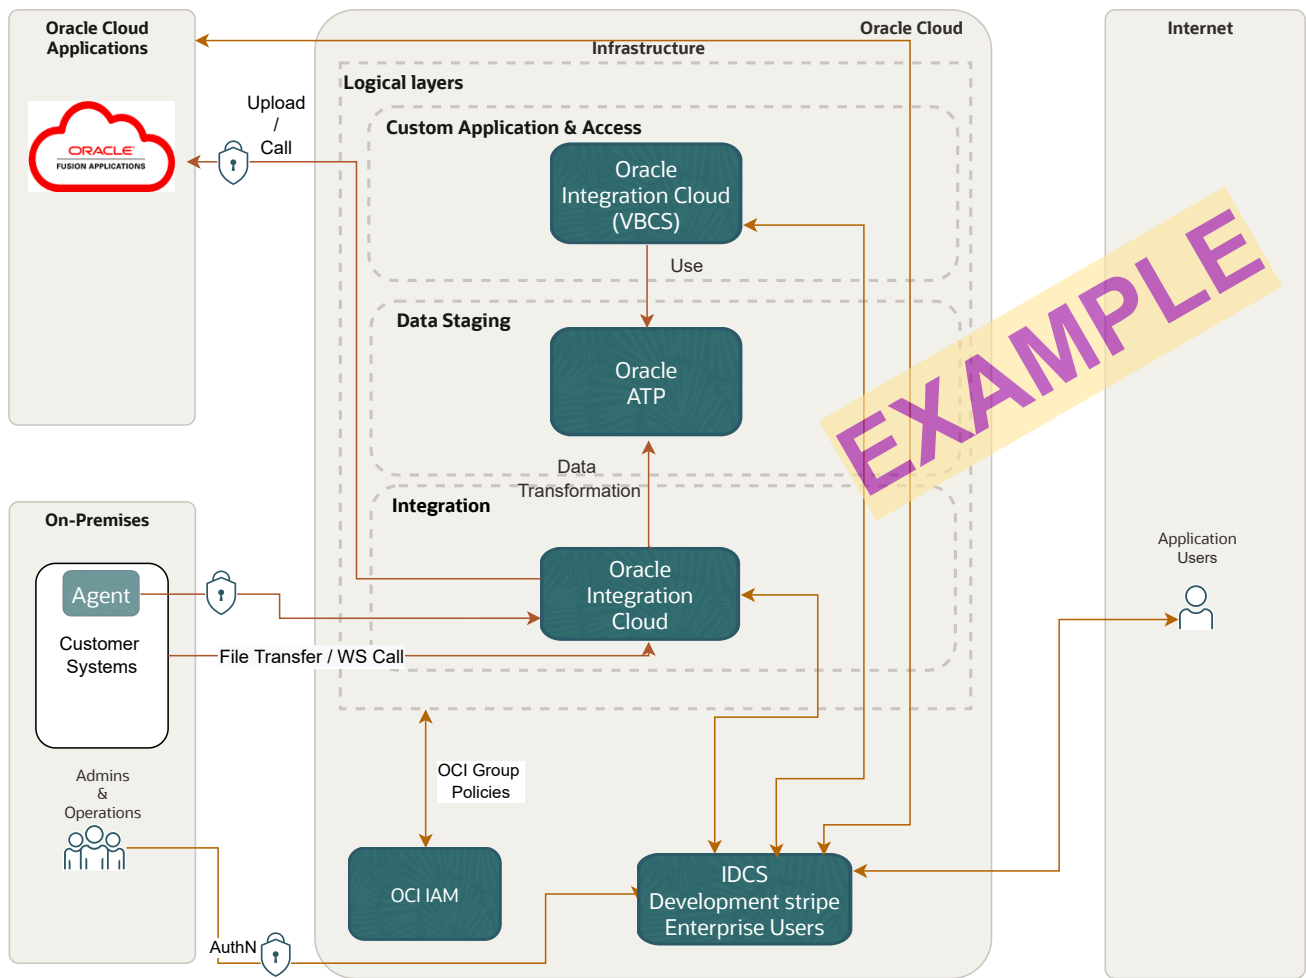 Oracle Cloud
Applications
ORACLE
FUSION APPLICATIONS
Upload
/
Call
Oracle Cloud
Infrastructure
Logical layers
Custom Application & Access
Oracle
Integration Cloud
(VBCS)
Use
Data Staging
Oracle
ATP
Data
Transformation
Integration
Oracle
Integration
Cloud
Internet
EXAMPLE
Application
Users
On-Premises
Agent
Customer
Systems
File Transfer / WS Call
Admins
&
Operations
AuthN
OCI Group
Policies
OCI IAM
IDCS
Development stripe
Enterprise Users